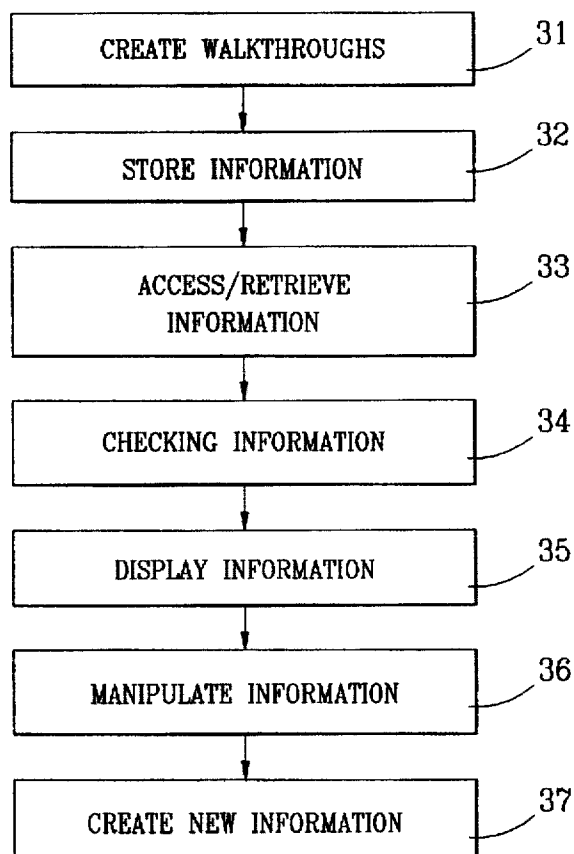 CREATE WALKTHROUGHS
31
STORE INFORMATION
32
ACCESS/RETRIEVE
INFORMATION
33
CHECKING INFORMATION
34
DISPLAY INFORMATION
35
MANIPULATE INFORMATION
36
CREATE NEW INFORMATION
37